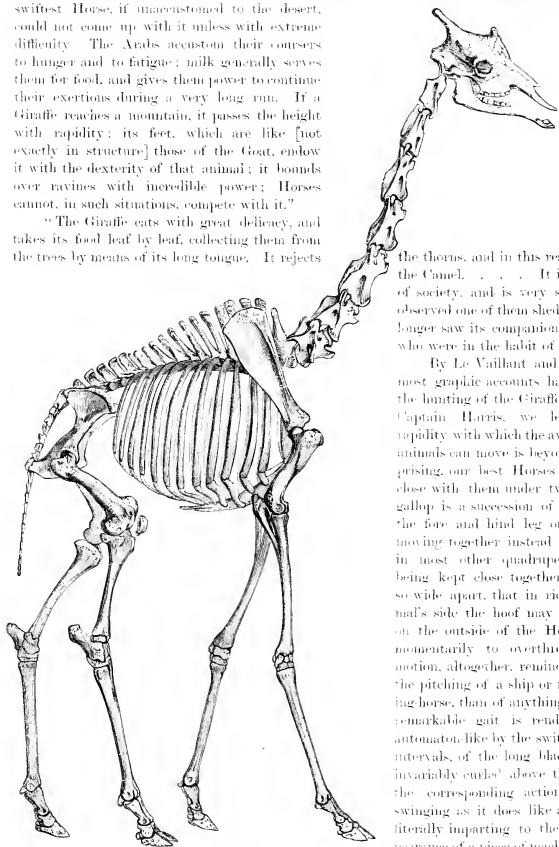 swiftest Horse, if unaccustomed to the desert,
could not come up with it unless with extreme
difficulty The Arabs accustom their coursers
to hunger and to fatigue; milk generally serves
them for food, and gives them power to continue
their exertions during a very long run. If a
Giraffe reaches a mountain, it passes the height
with rapidity; its feet, which are like [not
exactly in structure] those of the Goat, endow
it with the dexterity of that animal; it bounds
over ravines with incredible power; Horses
cannot, in such situations, compete with it."
"The Giraffe eats with great delicacy, and
takes its food leaf by leaf, collecting them from
the trees by means of its long tongue. It rejects
the thorns, and in this re
the Camel. . . . It i
of society, and is very s
observed one of them shed
longer saw its companion
who were in the habit of
By Le Vaillant and
most graphic accounts ha
the hunting of the Giraff
Captain Harris, we le
rapidity with which the av
animals can move is beyo
prising, our best Horses
close with them under tw
gallop is a succession of
the fore and hind leg o
moving together instead
in most other quadrupe
being kept close together
so wide apart, that in ri
mal's side the hoof may
on the outside of the Ho
momentarily to overthr
motion, altogether, remin
the pitching of a ship or
ing-horse, than of anything
remarkable gait is rend
automaton-like by the swit
intervals, of the long blac
invariably curled above t
the corresponding action
swinging as it does like a
literally imparting to the